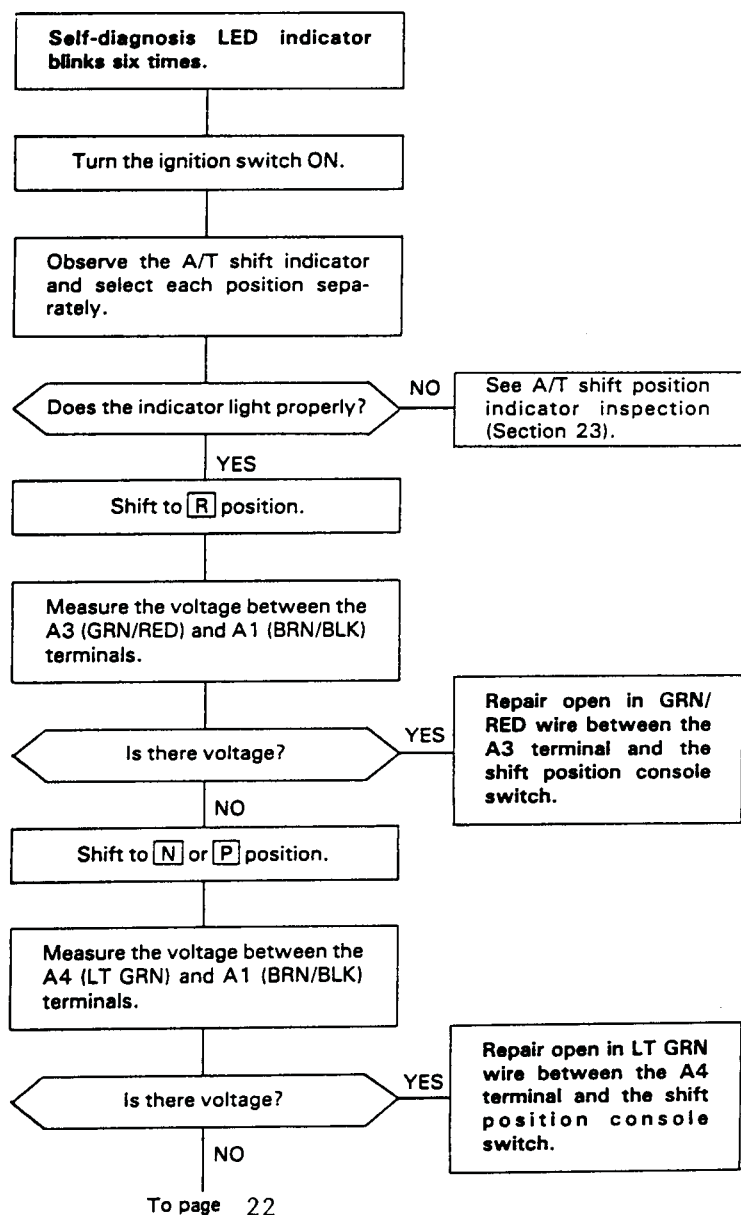 Self-diagnosis LED indicator
blinks six times.
Turn the ignition switch ON.
Observe the A/T shift indicator
and select each position sepa-
rately.
Does the indicator light properly?
NO
See A/T shift position
indicator inspection
(Section 23).
YES
Shift to R position.
Measure the voltage between the
A3 (GRN/RED) and A1 (BRN/BLK)
terminals.
Is there voltage?
YES
Repair open in GRN/
RED wire between the
A3 terminal and the
shift position console
switch.
NO
Shift to N or P position.
Measure the voltage between the
A4 (LT GRN) and A1 (BRN/BLK)
terminals.
Is there voltage?
YES
Repair open in LT GRN
wire between the A4
terminal and the shift
position console
switch.
NO
To page 22